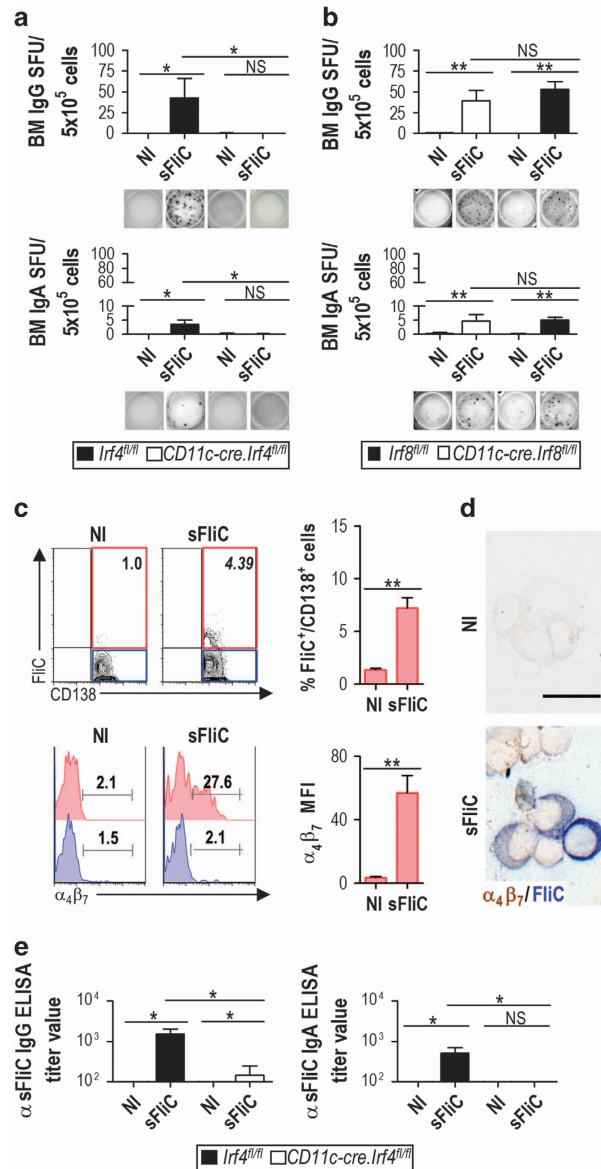 a
BM IgG SFU/
5x10⁵ cells
100
75
50
25
0
*
*
NS
NI
sFliC
NI
sFliC
BM IgA SFU/
5x10⁵ cells
100
80
60
10
5
0
*
*
NS
NI
sFliC
NI
sFliC
Irf4fl/fl CD11c-cre.Irf4fl/fl
b
BM IgG SFU/
5x10⁵ cells
100
75
50
25
0
NS
**
**
NI
sFliC
NI
sFliC
BM IgA SFU/
5x10⁵ cells
100
80
60
10
5
0
NS
**
**
NI
sFliC
NI
sFliC
Irf8fl/fl CD11c-cre.Irf8fl/fl
c
NI sFliC
1.0 4.39
FliC
CD138
% FliC⁺/CD138⁺ cells
15
10
5
0
**
NI sFliC
NI sFliC
2.1 27.6
1.5 2.1
α₄β₇
α₄β₇ MFI
80
40
0
**
NI sFliC
d
NI
sFliC
α₄β₇/FliC
e
α sFliC IgG ELISA
titer value
10⁴
10³
10²
*
*
*
NI
sFliC
NI
sFliC
α sFliC IgA ELISA
titer value
10⁴
10³
10²
*
*
NS
NI
sFliC
NI
sFliC
Irf4fl/fl CD11c-cre.Irf4fl/fl